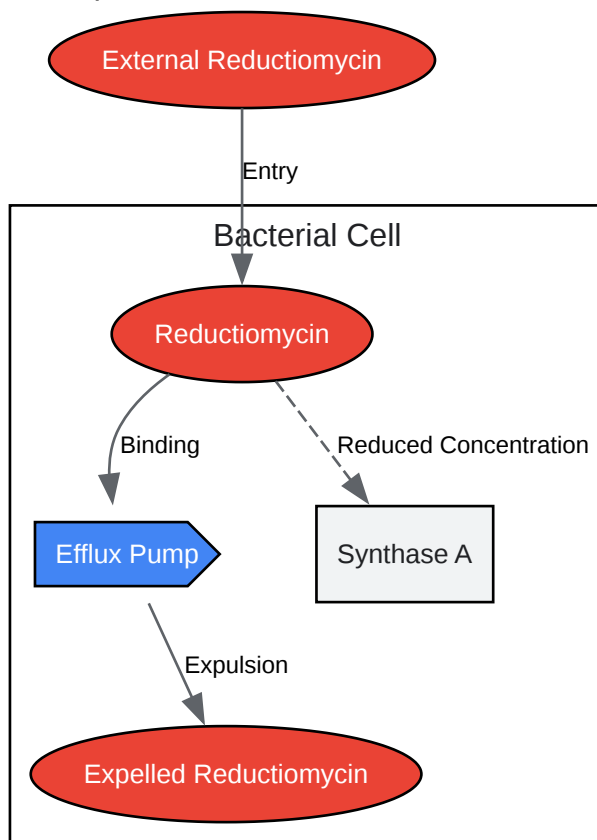 External Reductiomycin
Entry
Bacterial Cell
Reductiomycin
Binding
Reduced Concentration
Efflux Pump
Synthase A
Expulsion
Expelled Reductiomycin